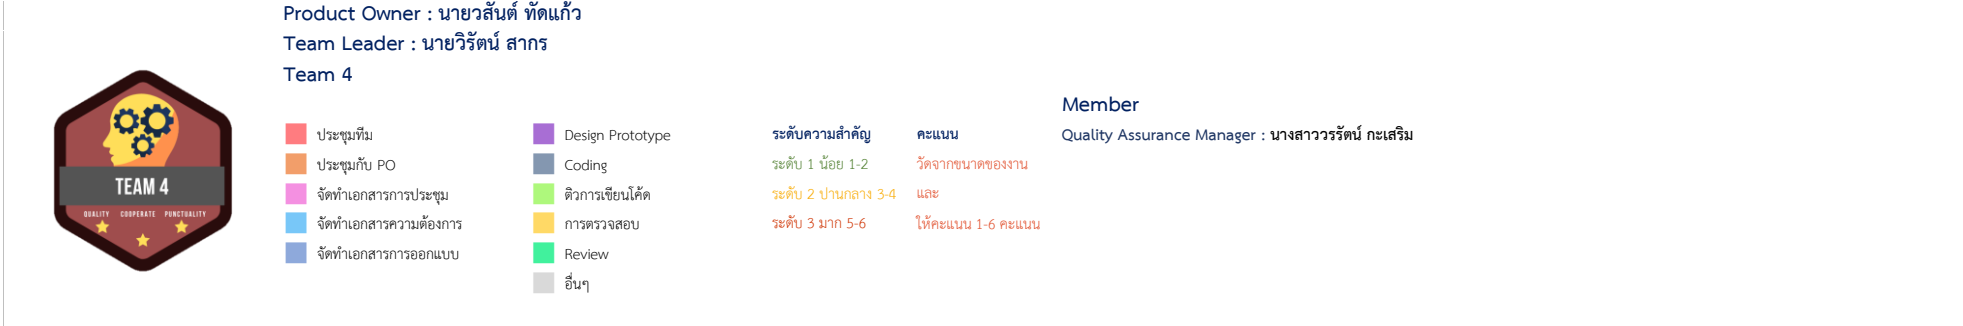 Product Owner : นายวสันต์ ทัดแก้ว
Team Leader : นายวิรัตน์ สากร
Team 4
TEAM 4
QUALITY COOPERATE PUNCTUALITY
ประชุมทีม
ประชุมกับ PO
จัดทำเอกสารการประชุม
จัดทำเอกสารความต้องการ
จัดทำเอกสารการออกแบบ
Design Prototype
Coding
ติวการเขียนโค้ด
การตรวจสอบ
Review
อื่นๆ
ระดับความสำคัญ
ระดับ 1 น้อย 1-2
ระดับ 2 ปานกลาง 3-4
ระดับ 3 มาก 5-6
คะแนน
วัดจากขนาดของงาน
และ
ให้คะแนน 1-6 คะแนน
Member
Quality Assurance Manager : นางสาววรรัตน์ กะเสริม